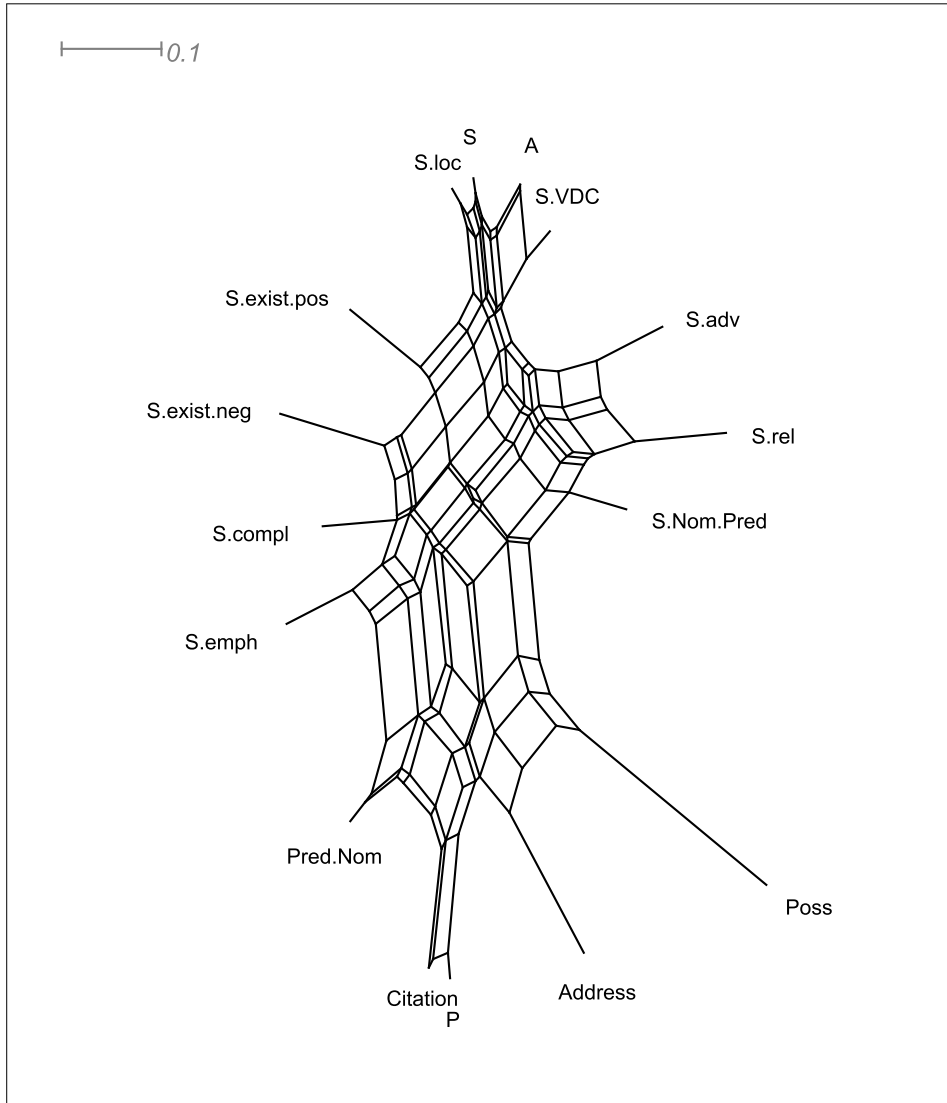 0.1
S
A
S.loc
S.VDC
S.exist.pos
S.adv
S.exist.neg
S.rel
S.Nom.Pred
S.compl
S.emph
Pred.Nom
Poss
Address
Citation
P